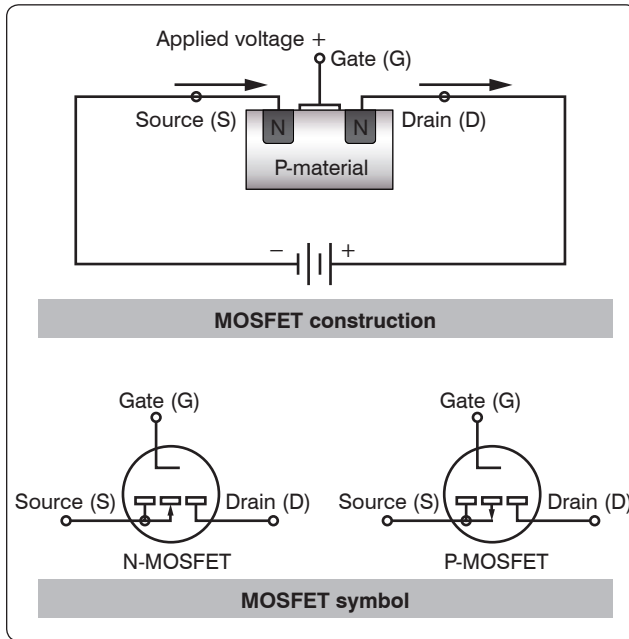 Applied voltage +
Gate (G)
Source (S)
N
N
Drain (D)
P-material
− +
MOSFET construction
Gate (G)
Gate (G)
Source (S)
Drain (D)
Source (S)
Drain (D)
N-MOSFET
P-MOSFET
MOSFET symbol